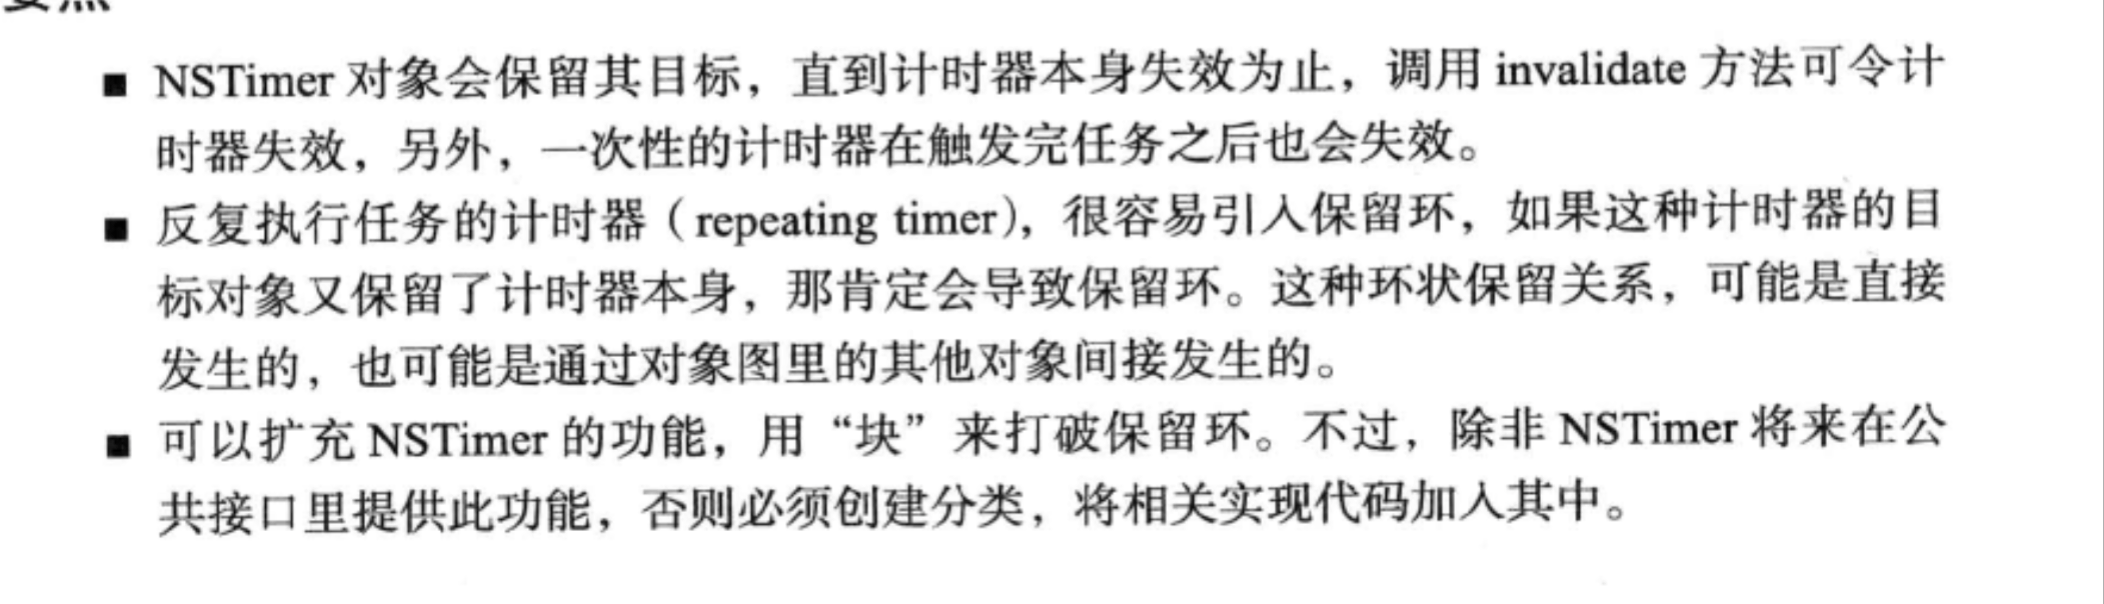 要点
■ NSTimer 对象会保留其目标，直到计时器本身失效为止，调用 invalidate 方法可令计
时器失效，另外，一次性的计时器在触发完任务之后也会失效。
■ 反复执行任务的计时器（repeating timer），很容易引入保留环，如果这种计时器的目
标对象又保留了计时器本身，那肯定会导致保留环。这种环状保留关系，可能是直接
发生的，也可能是通过对象图里的其他对象间接发生的。
■ 可以扩充 NSTimer 的功能，用“块”来打破保留环。不过，除非 NSTimer 将来在公
共接口里提供此功能，否则必须创建分类，将相关实现代码加入其中。